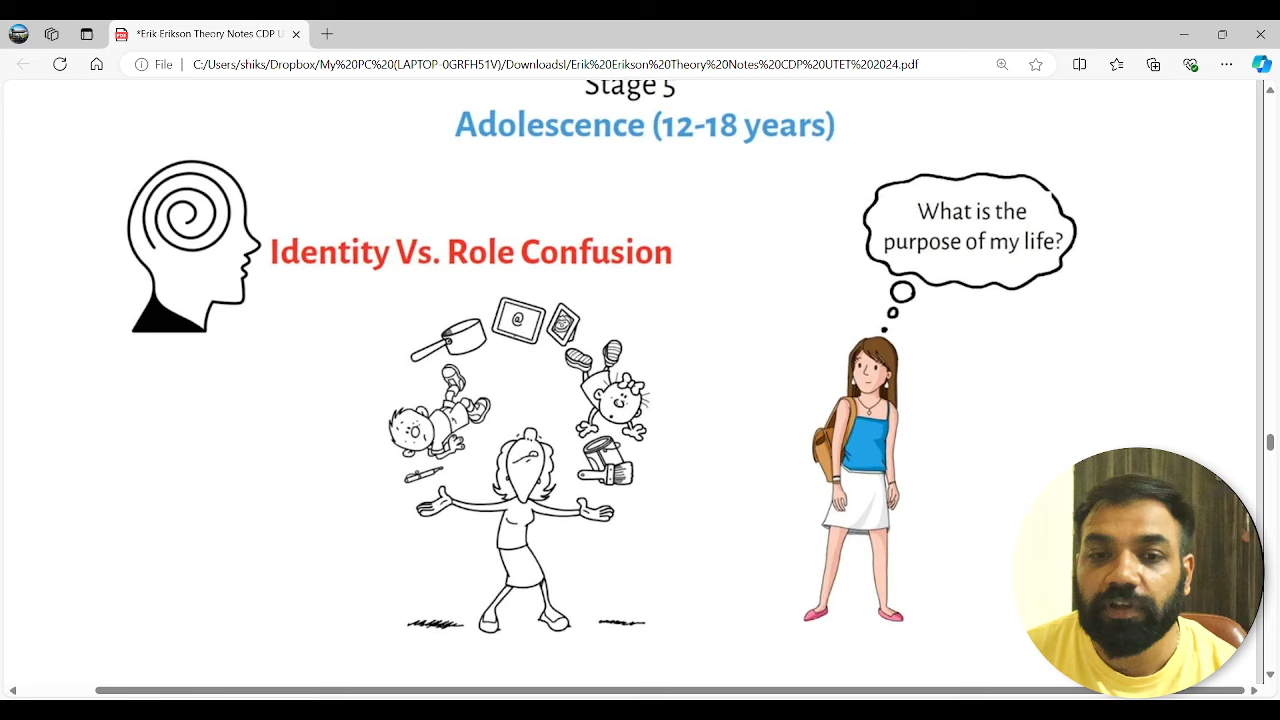 *Erik Erikson Theory Notes CDP U
File
C:/Users/shiks/Dropbox/My%20PC%20(LAPTOP-0GRFH51V)/Downloads/Erik%20Erikson%20Theory%20Notes%20CDP%20UTET%202024.pdf
Stage 5
Adolescence (12-18 years)
What is the
purpose of my life?
Identity Vs. Role Confusion
@